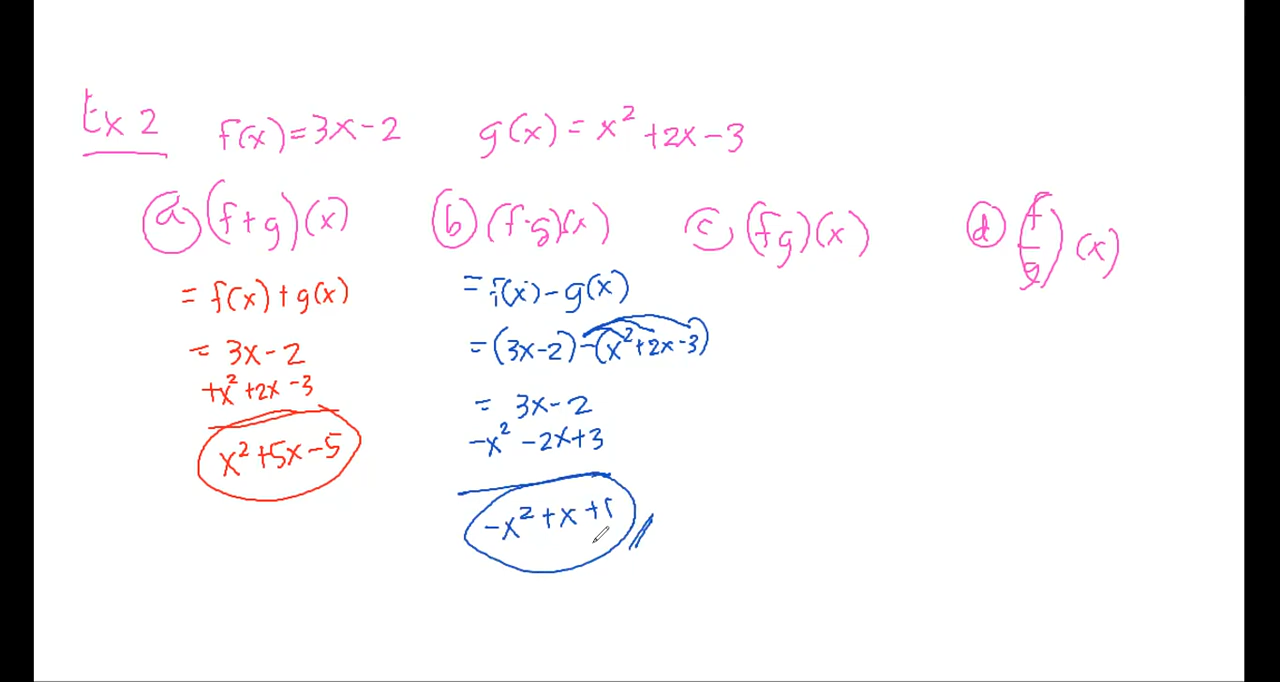 Ex 2 f(x) = 3x - 2 g(x) = x² + 2x - 3
ⓐ (f+g)(x) ⓑ (f-g)(x) ⓒ (fg)(x) ⓓ (f/g)(x)
= f(x) + g(x)
= 3x - 2
+x² + 2x - 3
x² + 5x - 5
= f(x) - g(x)
= (3x - 2) - (x² + 2x - 3)
= 3x - 2
-x² - 2x + 3
-x² + x + 1